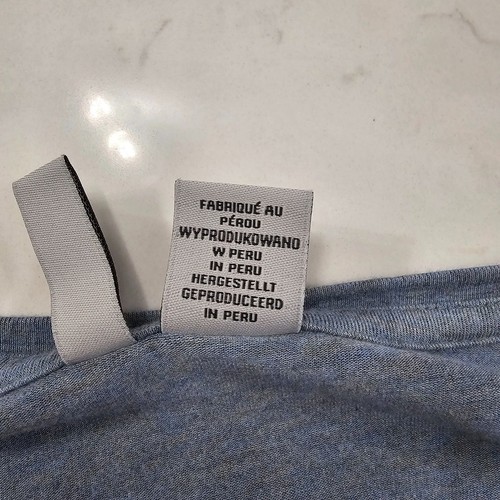 FABRIQUÉ AU
PÉROU
WYPRODUKOWANO
W PERU
IN PERU
HERGESTELLT
GEPRODUCEERD
IN PERU